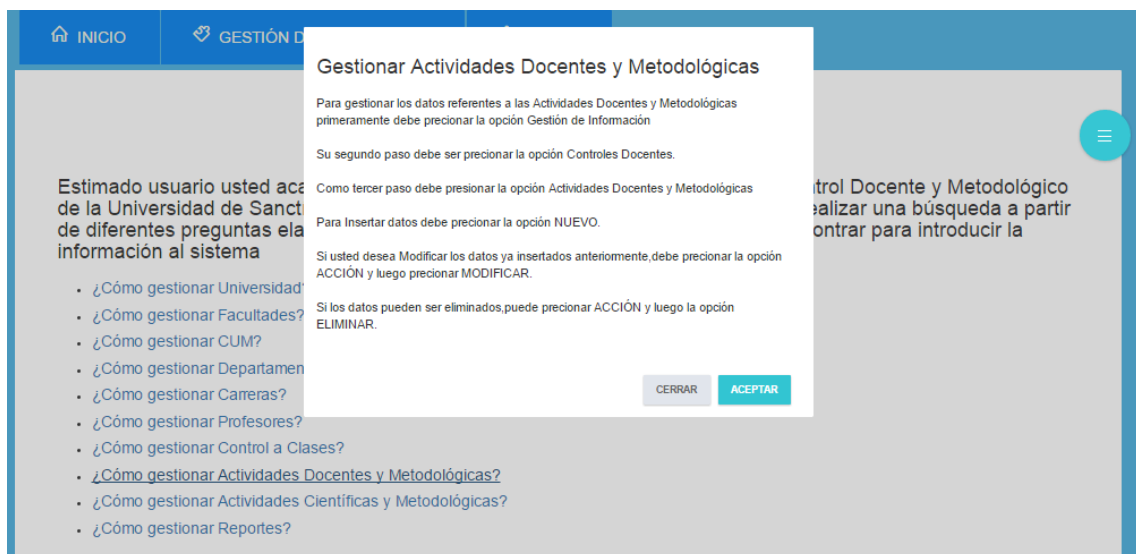 INICIO
GESTIÓN D
Gestionar Actividades Docentes y Metodológicas
Para gestionar los datos referentes a las Actividades Docentes y Metodológicas
primeramente debe precionar la opción Gestión de Información
Su segundo paso debe ser precionar la opción Controles Docentes.
Como tercer paso debe presionar la opción Actividades Docentes y Metodológicas
Para Insertar datos debe precionar la opción NUEVO.
Si usted desea Modificar los datos ya insertados anteriormente,debe precionar la opción
ACCIÓN y luego precionar MODIFICAR.
Si los datos pueden ser eliminados,puede precionar ACCIÓN y luego la opción
ELIMINAR.
CERRAR
ACEPTAR
Estimado usuario usted aca trol Docente y Metodológico
de la Universidad de Sancti ealizar una búsqueda a partir
de diferentes preguntas ela ontrar para introducir la
información al sistema
¿Cómo gestionar Universidad?
¿Cómo gestionar Facultades?
¿Cómo gestionar CUM?
¿Cómo gestionar Departamen
¿Cómo gestionar Carreras?
¿Cómo gestionar Profesores?
¿Cómo gestionar Control a Clases?
¿Cómo gestionar Actividades Docentes y Metodológicas?
¿Cómo gestionar Actividades Científicas y Metodológicas?
¿Cómo gestionar Reportes?